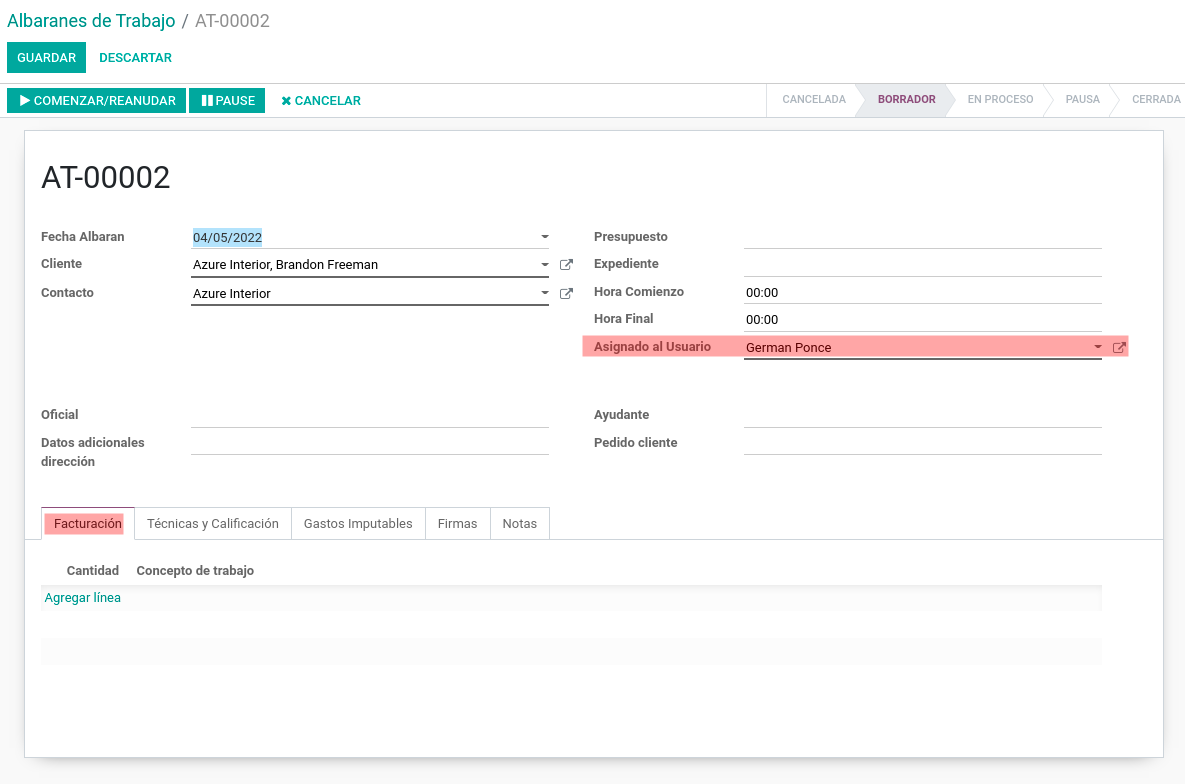 Albaranes de Trabajo / AT-00002
GUARDAR DESCARTAR
COMENZAR/REANUDAR PAUSE CANCELAR CANCELADA BORRADOR EN PROCESO PAUSA CERRADA
AT-00002
Fecha Albaran 04/05/2022
Cliente Azure Interior, Brandon Freeman
Contacto Azure Interior
Presupuesto
Expediente
Hora Comienzo 00:00
Hora Final 00:00
Asignado al Usuario German Ponce
Oficial
Datos adicionales
dirección
Ayudante
Pedido cliente
Facturación Técnicas y Calificación Gastos Imputables Firmas Notas
Cantidad Concepto de trabajo
Agregar línea